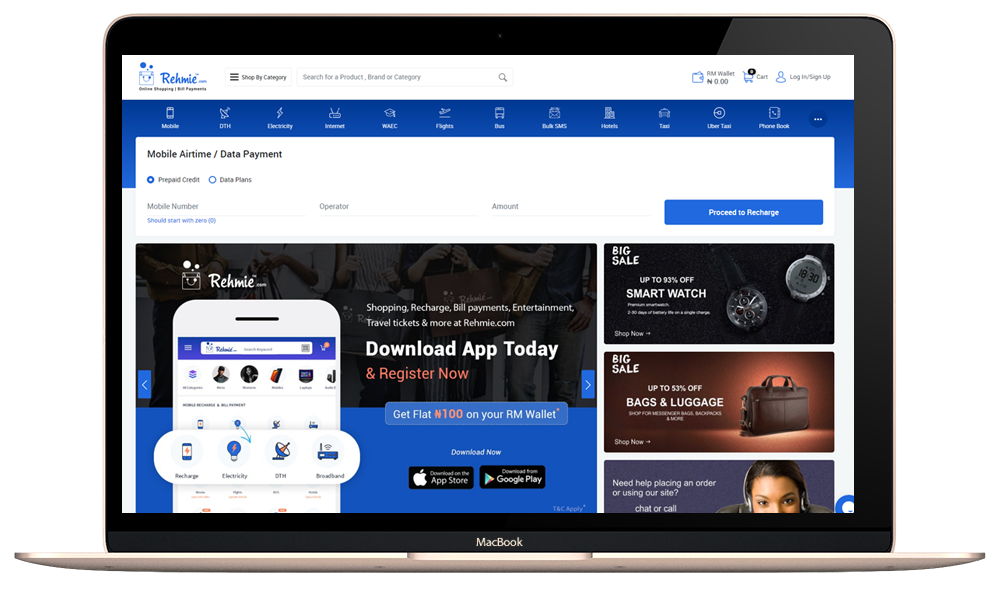 Rehmie.com
Online Shopping | Bill Payments
Shop By Category
Search for a Product , Brand or Category
RM Wallet
₦ 0.00
0
Cart
Log In/Sign Up
Mobile
DTH
Electricity
Internet
WAEC
Flights
Bus
Bulk SMS
Hotels
Taxi
Uber Taxi
Phone Book
Mobile Airtime / Data Payment
Prepaid Credit
Data Plans
Mobile Number
Operator
Amount
Proceed to Recharge
Should start with zero (0)
Rehmie™.com
Shopping, Recharge, Bill payments, Entertainment,
Travel tickets & more at Rehmie.com
Download App Today
& Register Now
Get Flat ₦100 on your RM Wallet*
Download Now
Download on the
App Store
Download from
Google Play
T&C Apply*
Rehmie
Search Keyword
All Categories
Mens
Womens
Mobiles
Laptops
MOBILE RECHARGE & BILL PAYMENT
Recharge
Electricity
DTH
Broadband
BIG
SALE
UP TO 93% OFF
SMART WATCH
Premium smartwatch.
2-30 days of battery life on a single charge.
Shop Now →
BIG
SALE
UP TO 53% OFF
BAGS & LUGGAGE
SHOP FOR MESSENGER BAGS, BACKPACKS
& MORE
Shop Now →
Need help placing an order
or using our site?
chat or call
MacBook